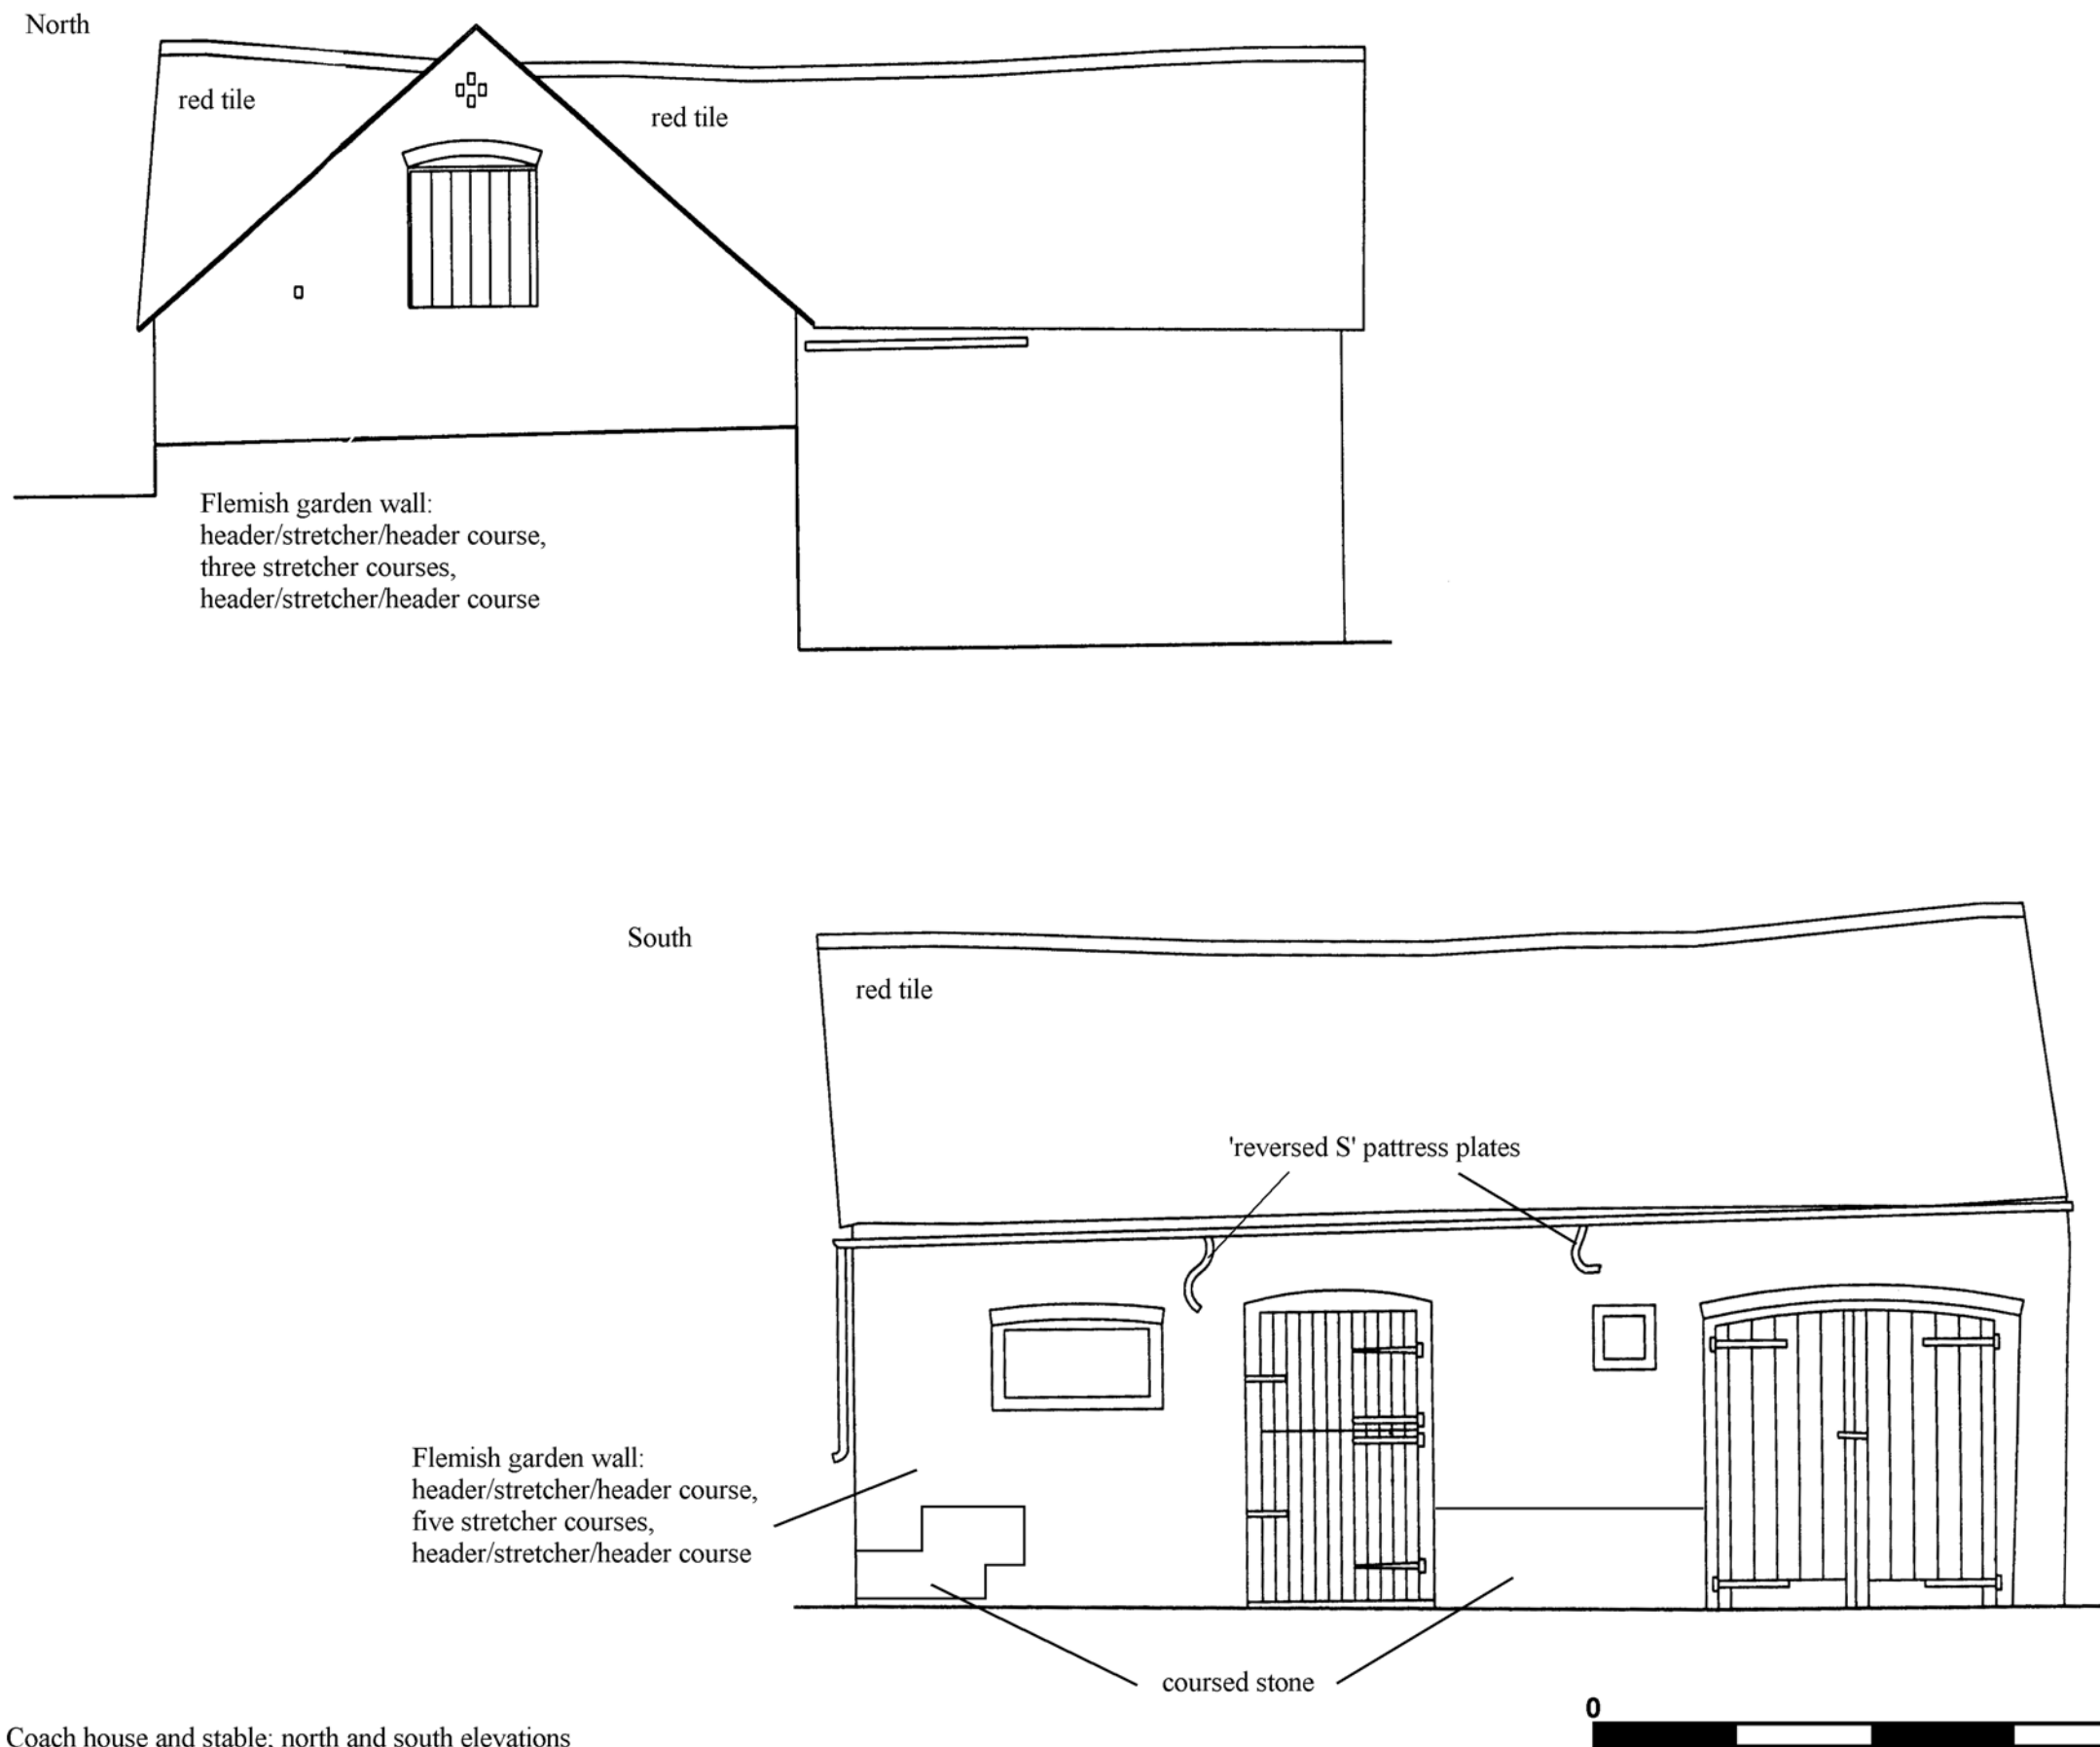 North
red tile
red tile
Flemish garden wall:
header/stretcher/header course,
three stretcher courses,
header/stretcher/header course
South
red tile
'reversed S' pattress plates
Flemish garden wall:
header/stretcher/header course,
five stretcher courses,
header/stretcher/header course
coursed stone
0
Coach house and stable; north and south elevations